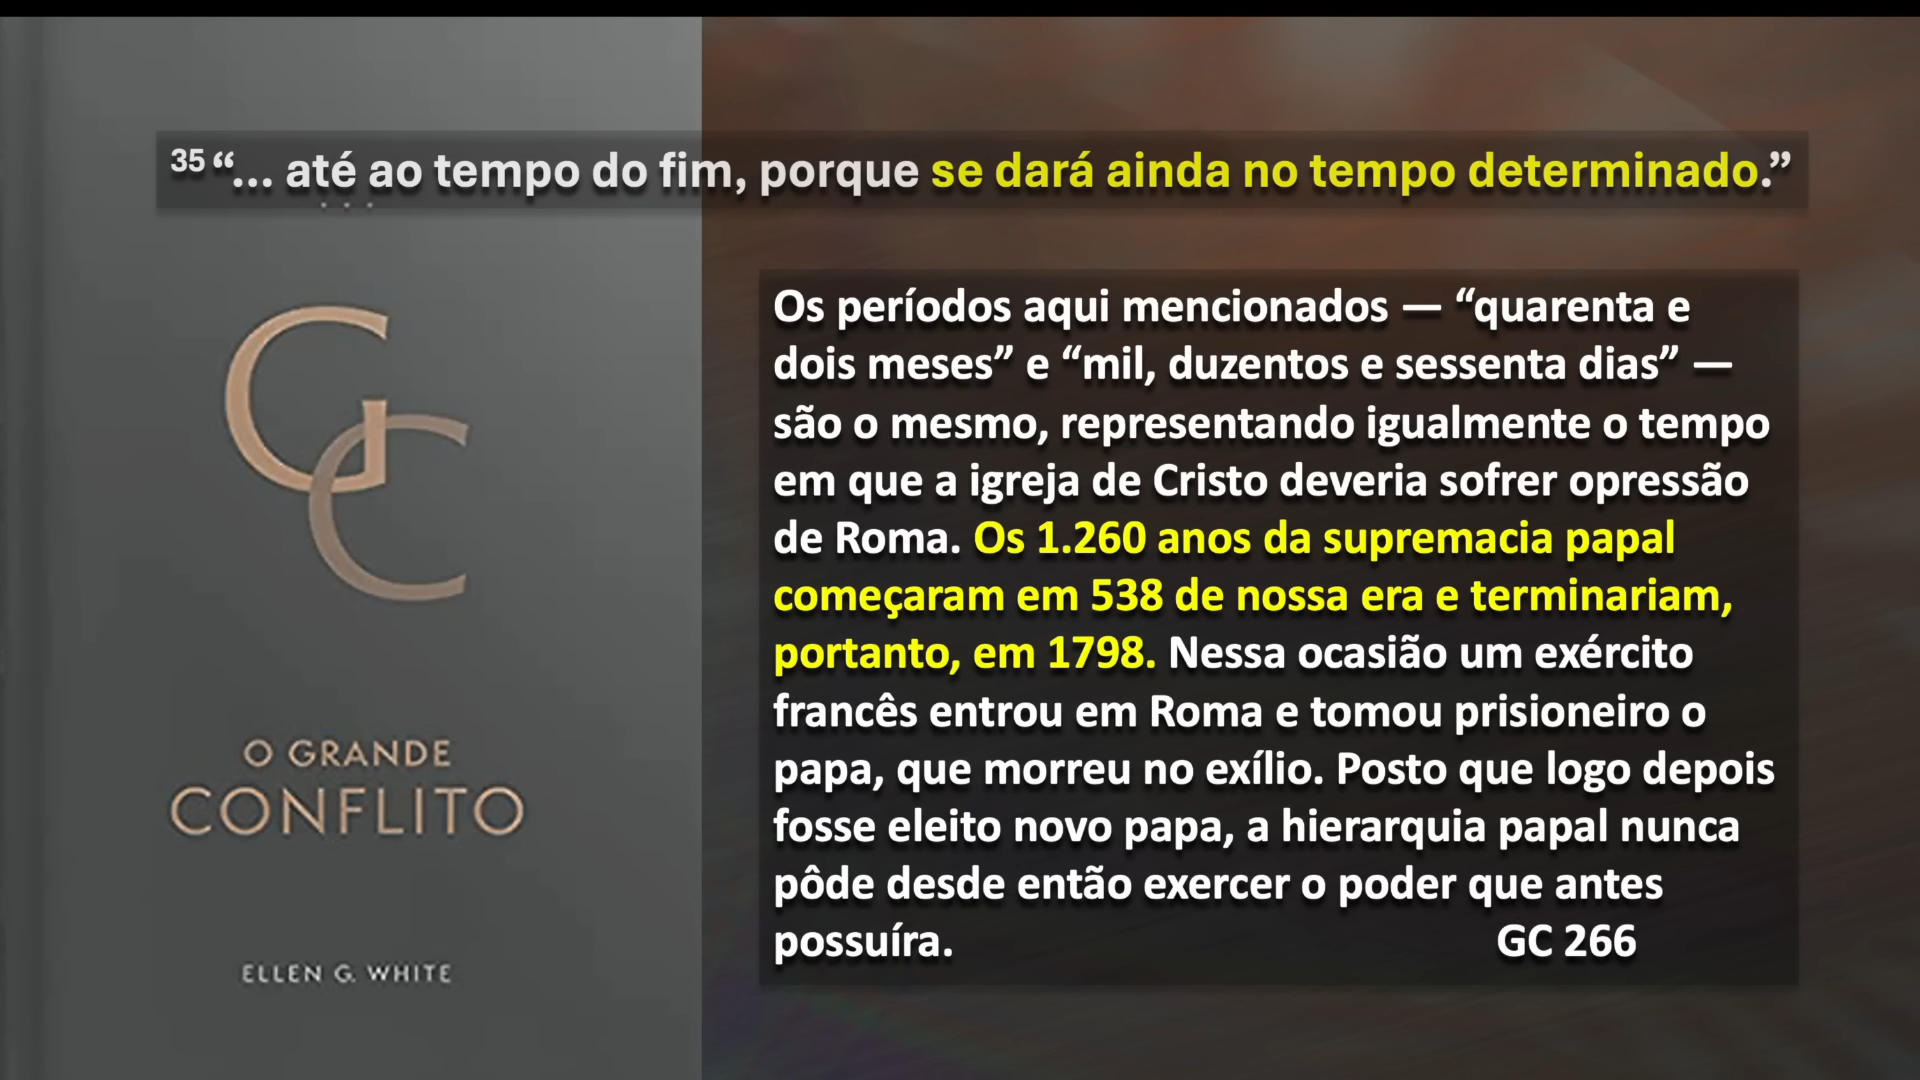 35 “... até ao tempo do fim, porque se dará ainda no tempo determinado.”
O GRANDE
CONFLITO
ELLEN G. WHITE
GC
Os períodos aqui mencionados — “quarenta e
dois meses” e “mil, duzentos e sessenta dias” —
são o mesmo, representando igualmente o tempo
em que a igreja de Cristo deveria sofrer opressão
de Roma. Os 1.260 anos da supremacia papal
começaram em 538 de nossa era e terminariam,
portanto, em 1798. Nessa ocasião um exército
francês entrou em Roma e tomou prisioneiro o
papa, que morreu no exílio. Posto que logo depois
fosse eleito novo papa, a hierarquia papal nunca
pôde desde então exercer o poder que antes
possuíra. GC 266